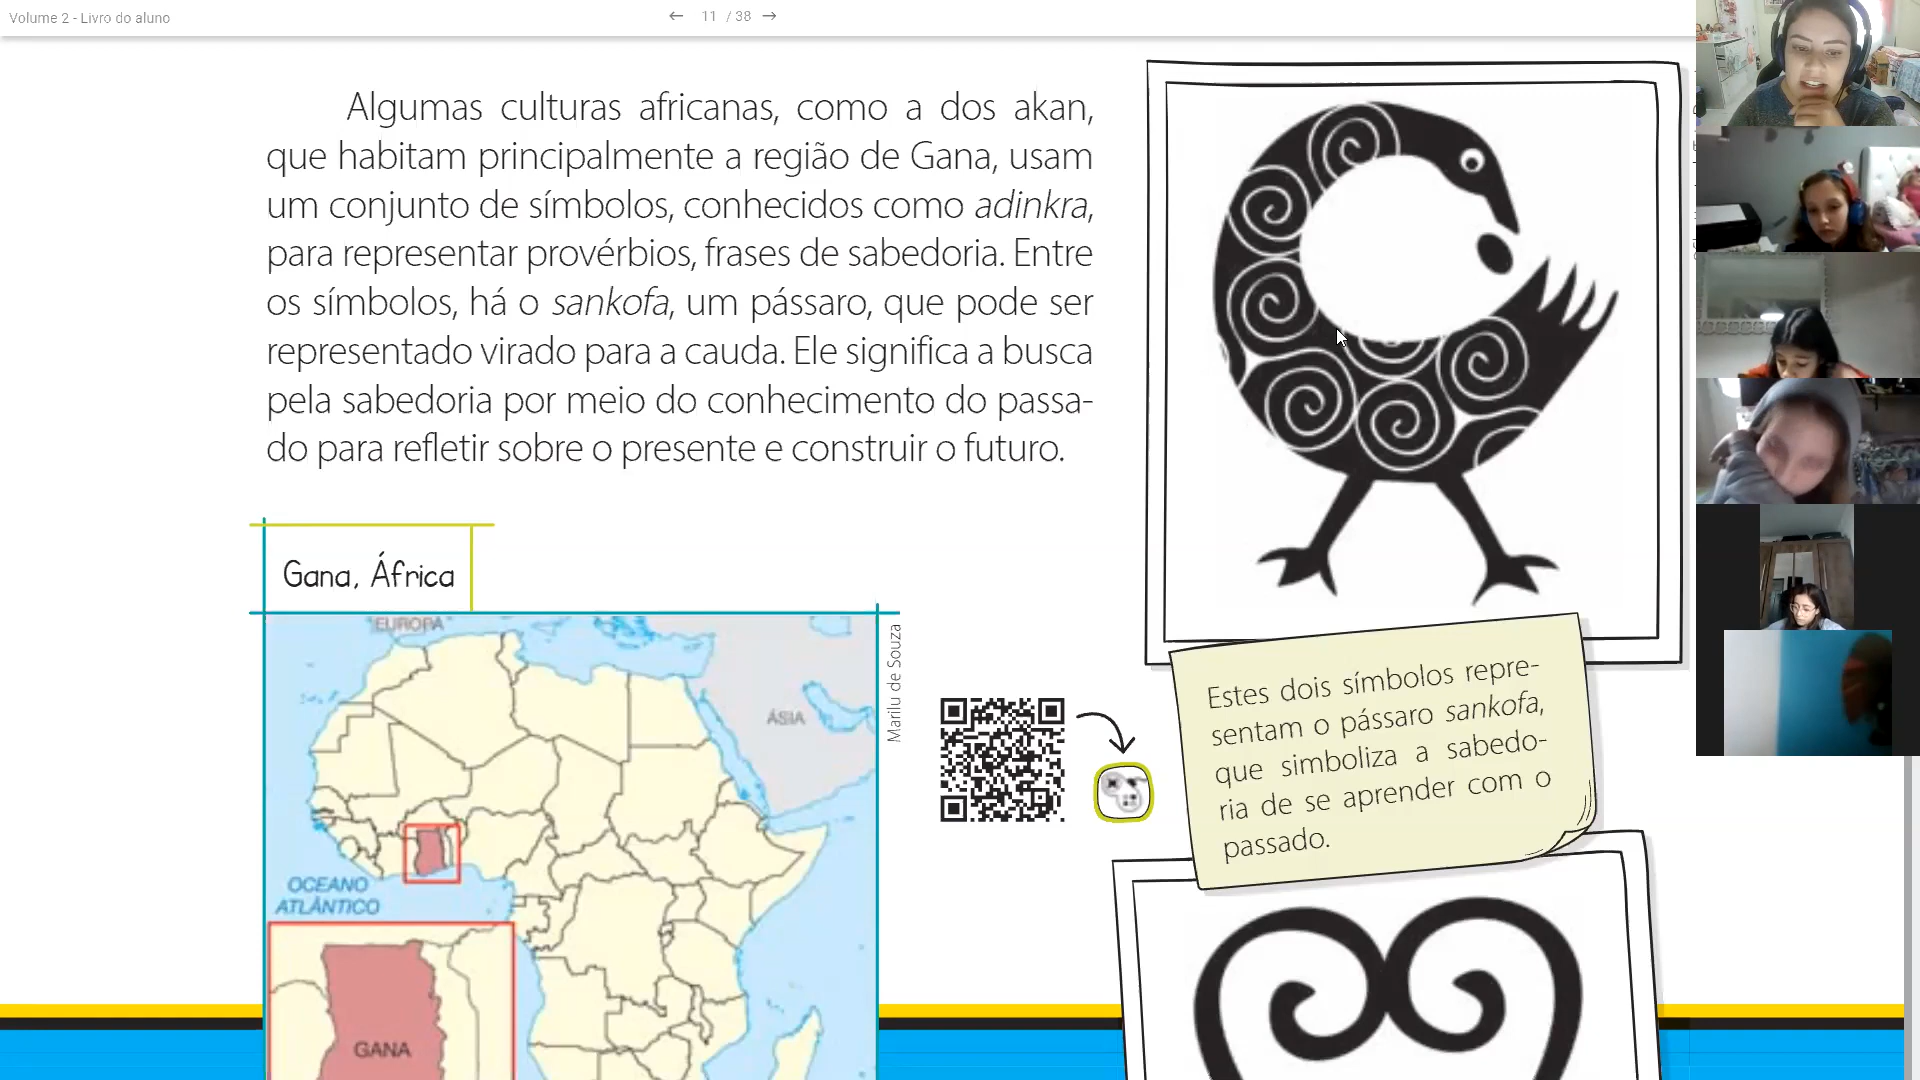 Volume 2 - Livro do aluno
11 / 38
Algumas culturas africanas, como a dos akan,
que habitam principalmente a região de Gana, usam
um conjunto de símbolos, conhecidos como adinkra,
para representar provérbios, frases de sabedoria. Entre
os símbolos, há o sankofa, um pássaro, que pode ser
representado virado para a cauda. Ele significa a busca
pela sabedoria por meio do conhecimento do passa-
do para refletir sobre o presente e construir o futuro.
Gana, África
EUROPA
ÁSIA
OCEANO
ATLÂNTICO
GANA
Marilu de Souza
Estes dois símbolos repre-
sentam o pássaro sankofa,
que simboliza a sabedo-
ria de se aprender com o
passado.